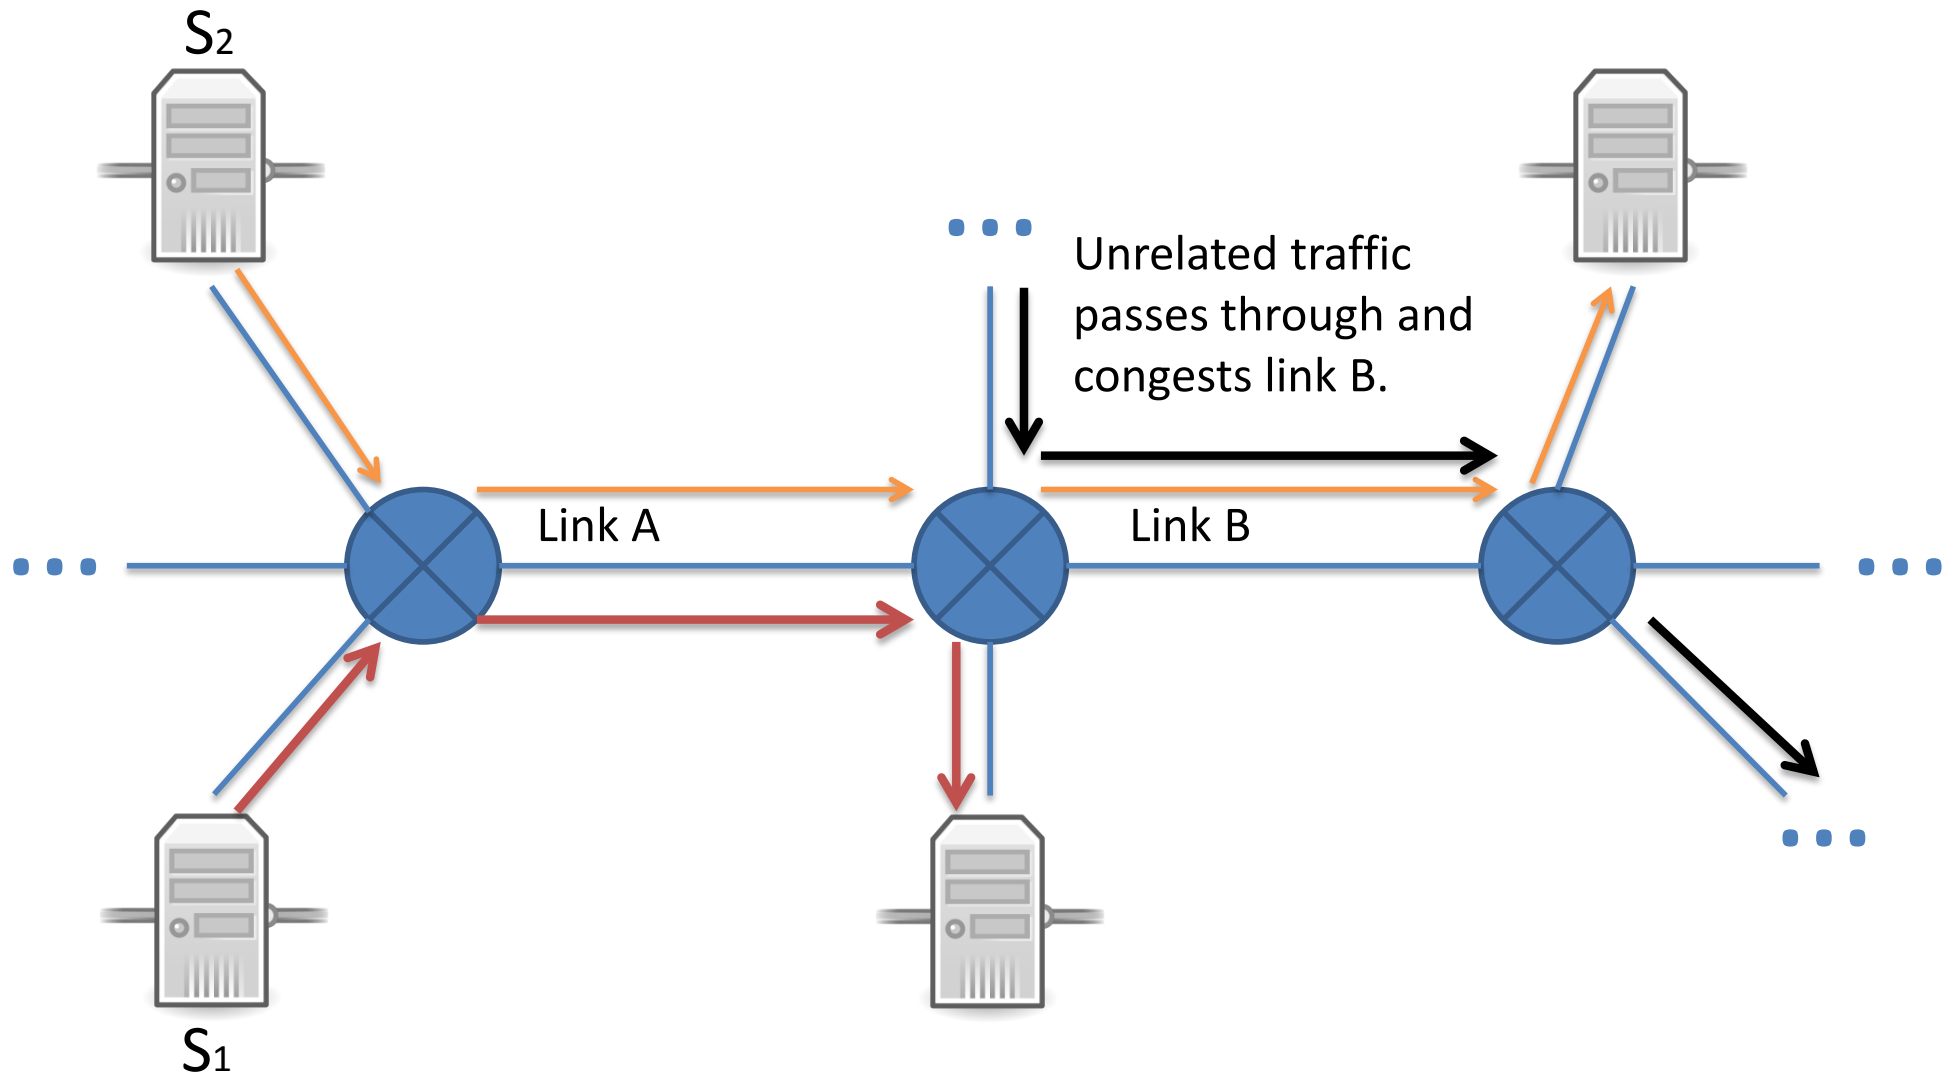 S2
Unrelated traffic
passes through and
congests link B.
Link A
Link B
S1